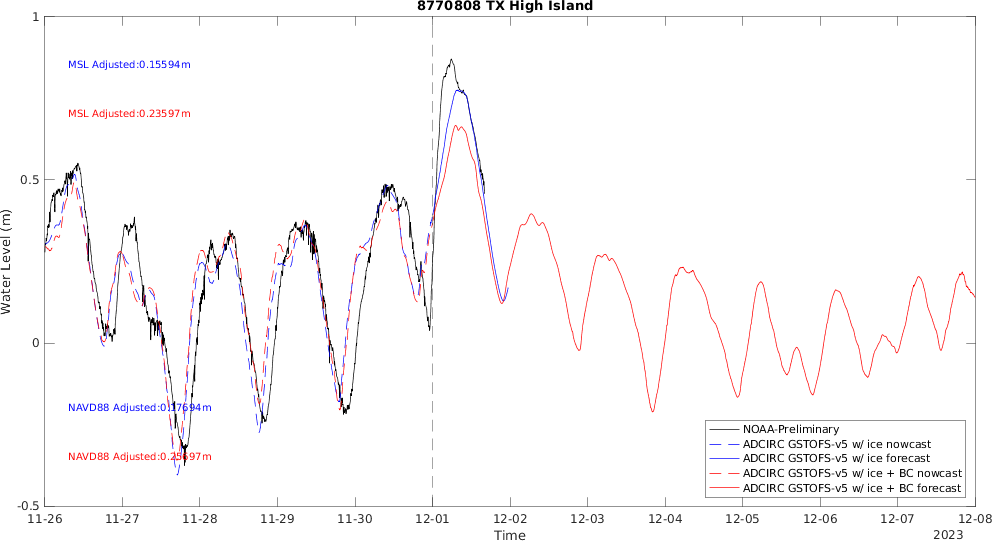 8770808 TX High Island
1
MSL Adjusted:0.15594m
MSL Adjusted:0.23597m
0.5
Water Level (m)
0
NAVD88 Adjusted:0.17694m
NAVD88 Adjusted:0.25697m
NOAA-Preliminary
ADCIRC GSTOFS-v5 w/ ice nowcast
ADCIRC GSTOFS-v5 w/ ice forecast
ADCIRC GSTOFS-v5 w/ ice + BC nowcast
ADCIRC GSTOFS-v5 w/ ice + BC forecast
-0.5
11-26 11-27 11-28 11-29 11-30 12-01 12-02 12-03 12-04 12-05 12-06 12-07 12-08
Time
2023